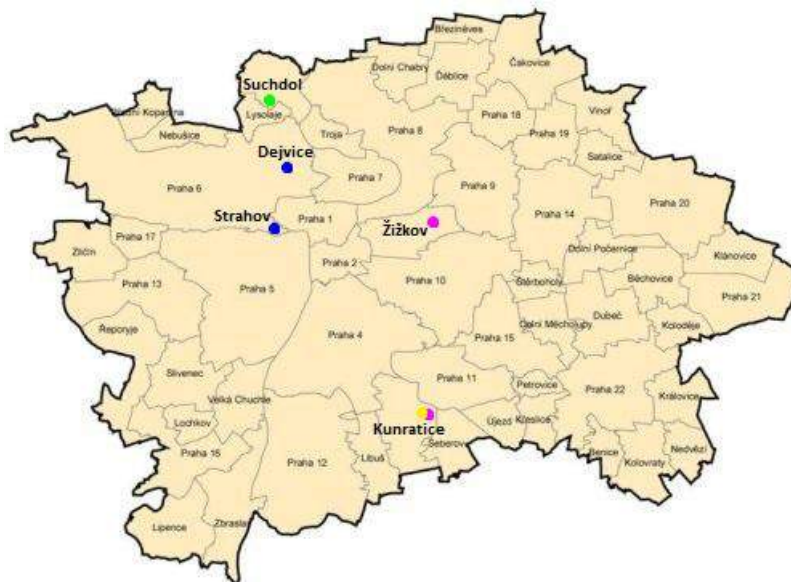 Březiněves
Dolní Chabry
Čakovice
Ďáblice
Suchdol
Lysolaje
Nebušice
Troja
Praha 8
Praha 18
Praha 19
Vinoř
Satalice
Dejvice
Praha 7
Praha 6
Praha 9
Praha 20
Strahov
Praha 1
Žižkov
Praha 14
Praha 17
Zličín
Praha 2
Dolní Počernice
Klánovice
Praha 13
Praha 5
Praha 10
Štěrboholy
Běchovice
Praha 21
Řeporyje
Praha 4
Dolní Měcholupy
Dubeč
Koloděje
Praha 15
Slivenec
Praha 11
Petrovice
Praha 22
Královice
Velká Chuchle
Lochkov
Kunratice
Újezd
Křeslice
Šeberov
Praha 16
Praha 12
Libuš
Benice
Kolovraty
Nedvězí
Lipence
Zbraslav